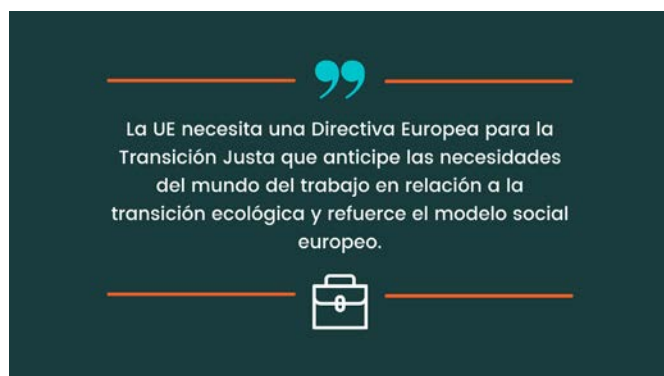 La UE necesita una Directiva Europea para la
Transición Justa que anticipe las necesidades
del mundo del trabajo en relación a la
transición ecológica y refuerce el modelo social
europeo.